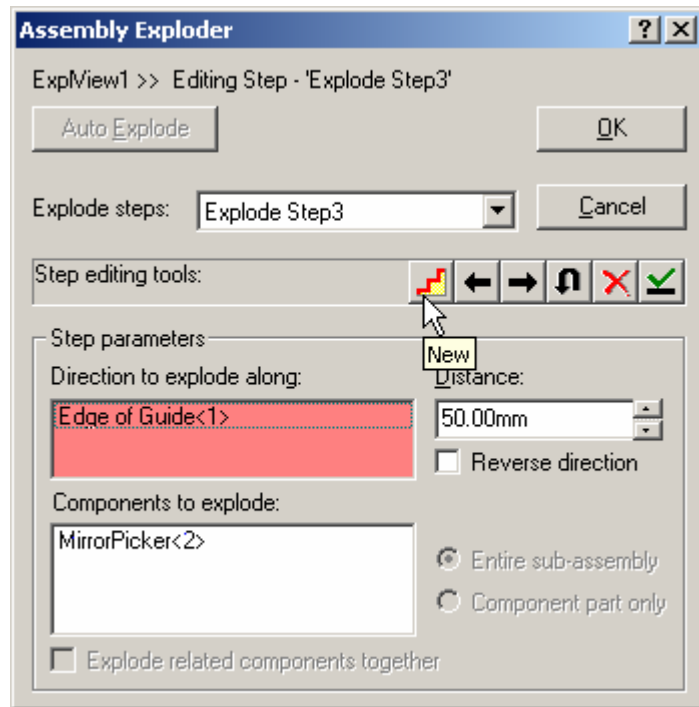 Assembly Exploder
ExplView1 >> Editing Step - 'Explode Step3'
Auto Explode
OK
Explode steps: Explode Step3
Cancel
Step editing tools:
New
Step parameters
Direction to explode along:
Distance:
Edge of Guide<1>
50.00mm
Reverse direction
Components to explode:
MirrorPicker<2>
Entire sub-assembly
Component part only
Explode related components together